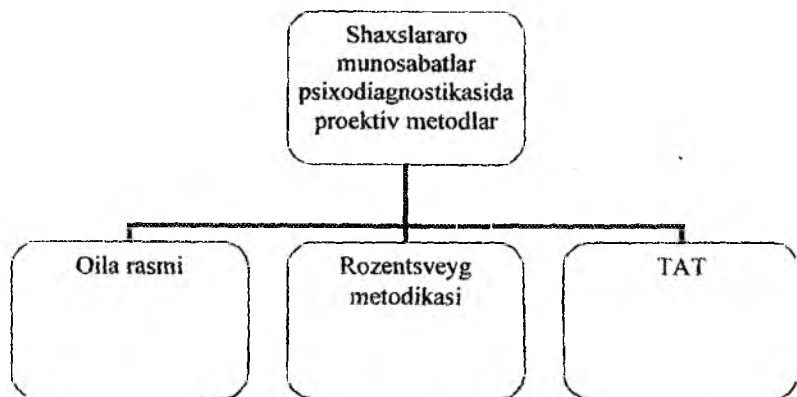 Shaxslararo
munosabatlar
psixodiagnostikasida
proektiv metodlar
Oila rasmi
Rozentsveyg
metodikasi
TAT